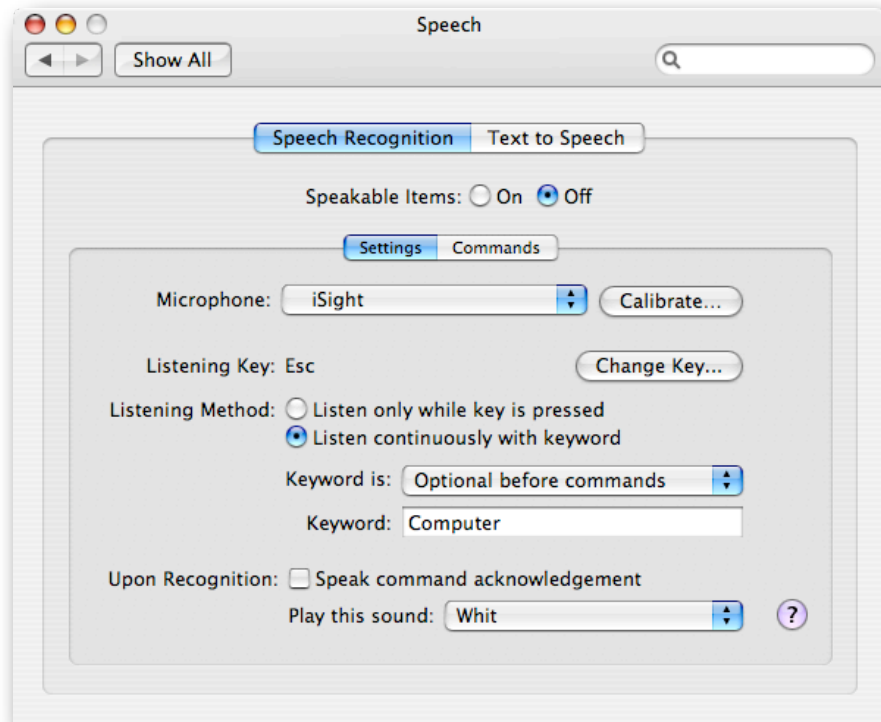 Speech
Show All
Speech Recognition Text to Speech
Speakable Items: On Off
Settings Commands
Microphone: iSight Calibrate...
Listening Key: Esc Change Key...
Listening Method: Listen only while key is pressed
Listen continuously with keyword
Keyword is: Optional before commands
Keyword: Computer
Upon Recognition: Speak command acknowledgement
Play this sound: Whit ?